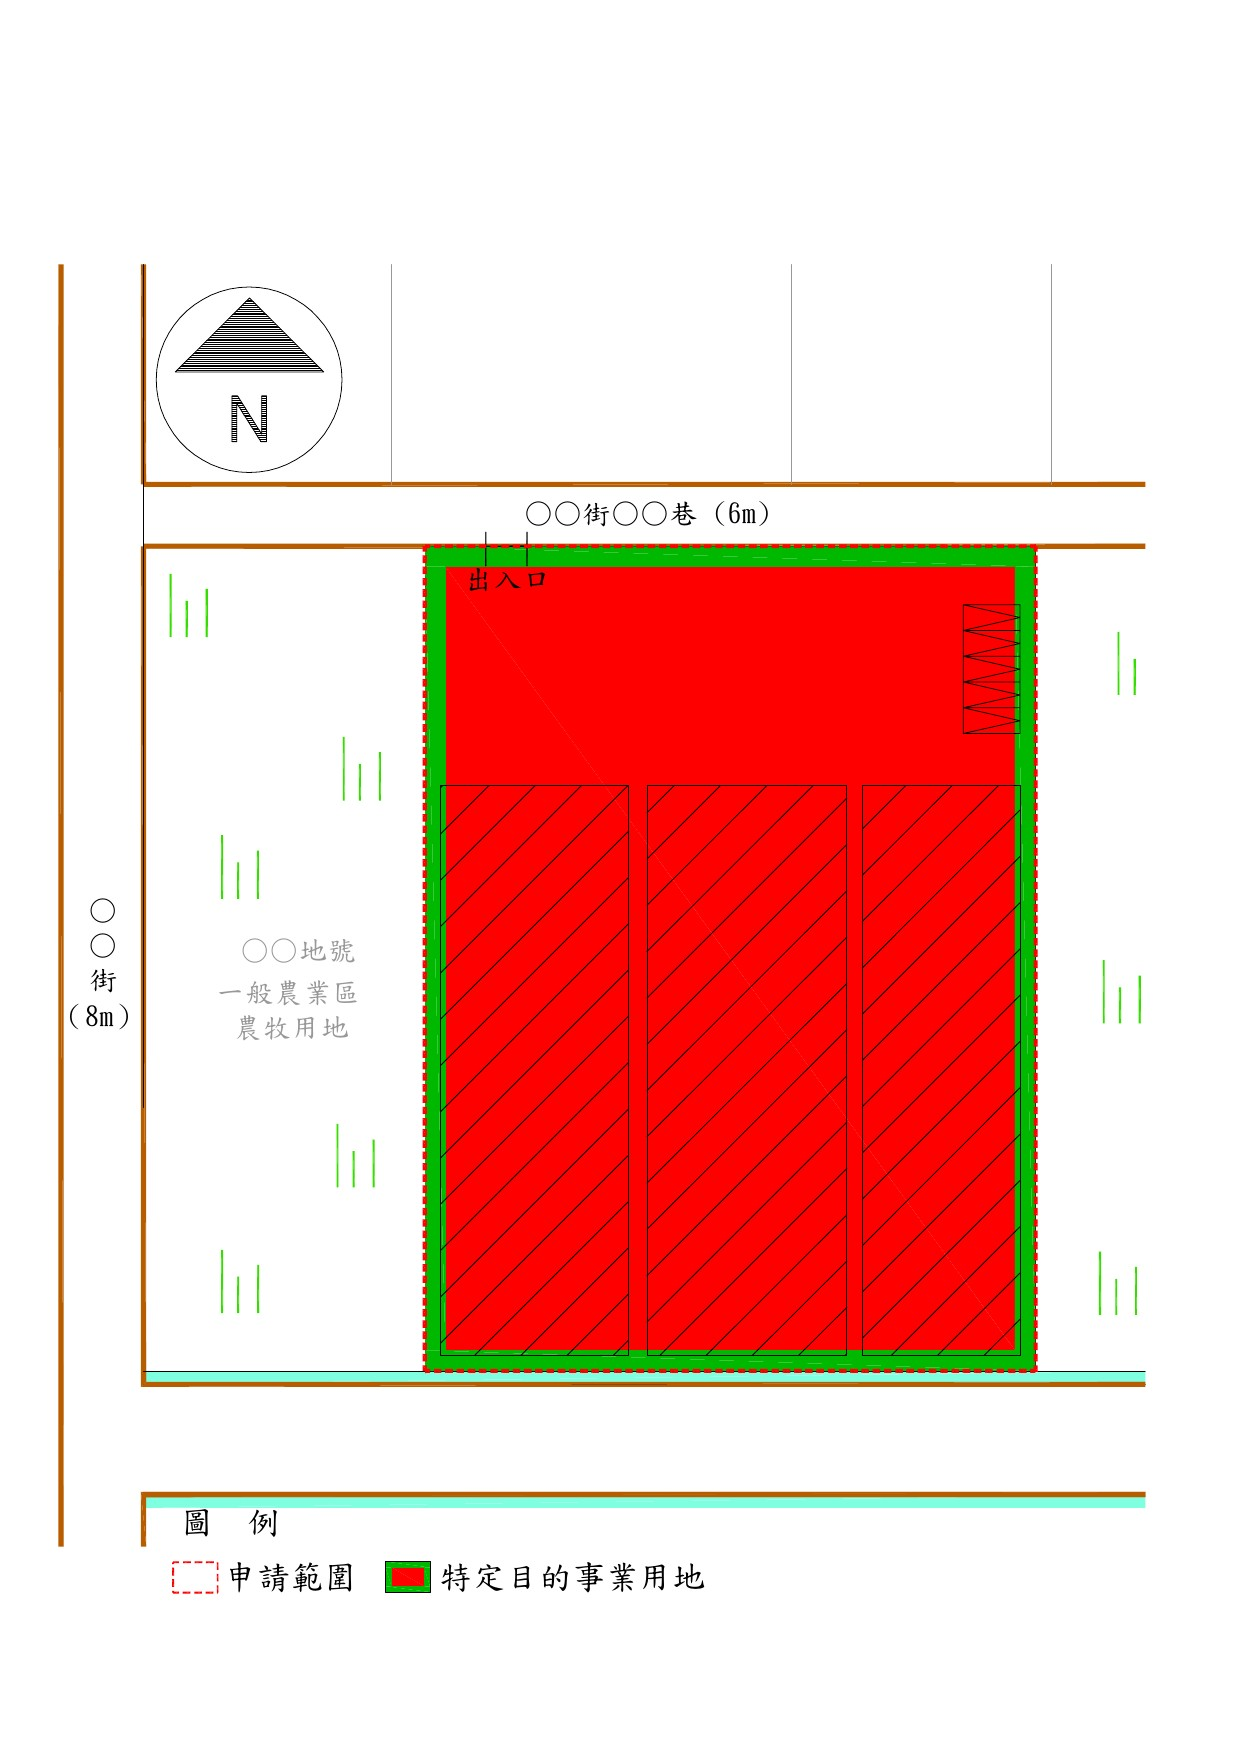 N
○○街○○巷（6m）
出入口
○○街（8m）
○○地號
一般農業區
農牧用地
圖 例
申請範圍
特定目的事業用地